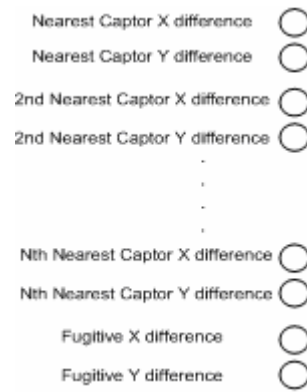 Nearest Captor X difference
Nearest Captor Y difference
2nd Nearest Captor X difference
2nd Nearest Captor Y difference
.
.
.
.
Nth Nearest Captor X difference
Nth Nearest Captor Y difference
Fugitive X difference
Fugitive Y difference